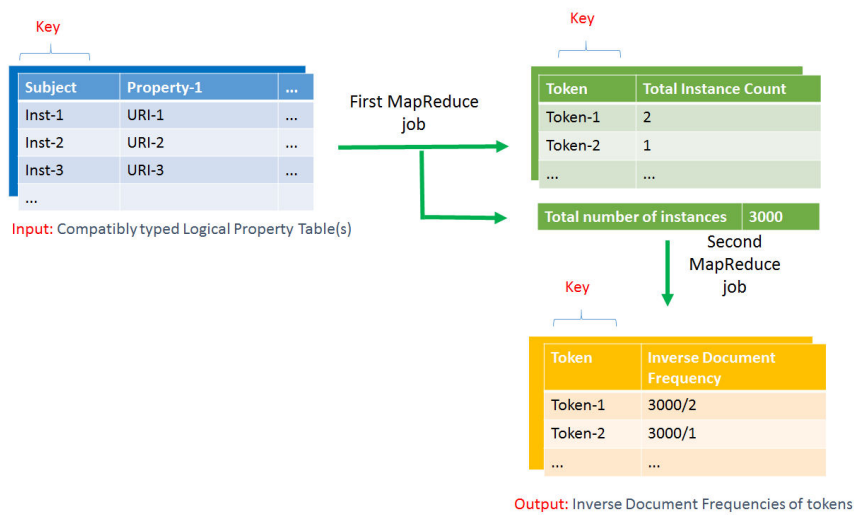 Key
Subject Property-1 ...
Inst-1 URI-1 ...
Inst-2 URI-2 ...
Inst-3 URI-3 ...
...
Input: Compatibly typed Logical Property Table(s)
First MapReduce
job
Key
Token Total Instance Count
Token-1 2
Token-2 1
... ...
Total number of instances 3000
Second
MapReduce
job
Key
Token Inverse Document
Frequency
Token-1 3000/2
Token-2 3000/1
... ...
Output: Inverse Document Frequencies of tokens